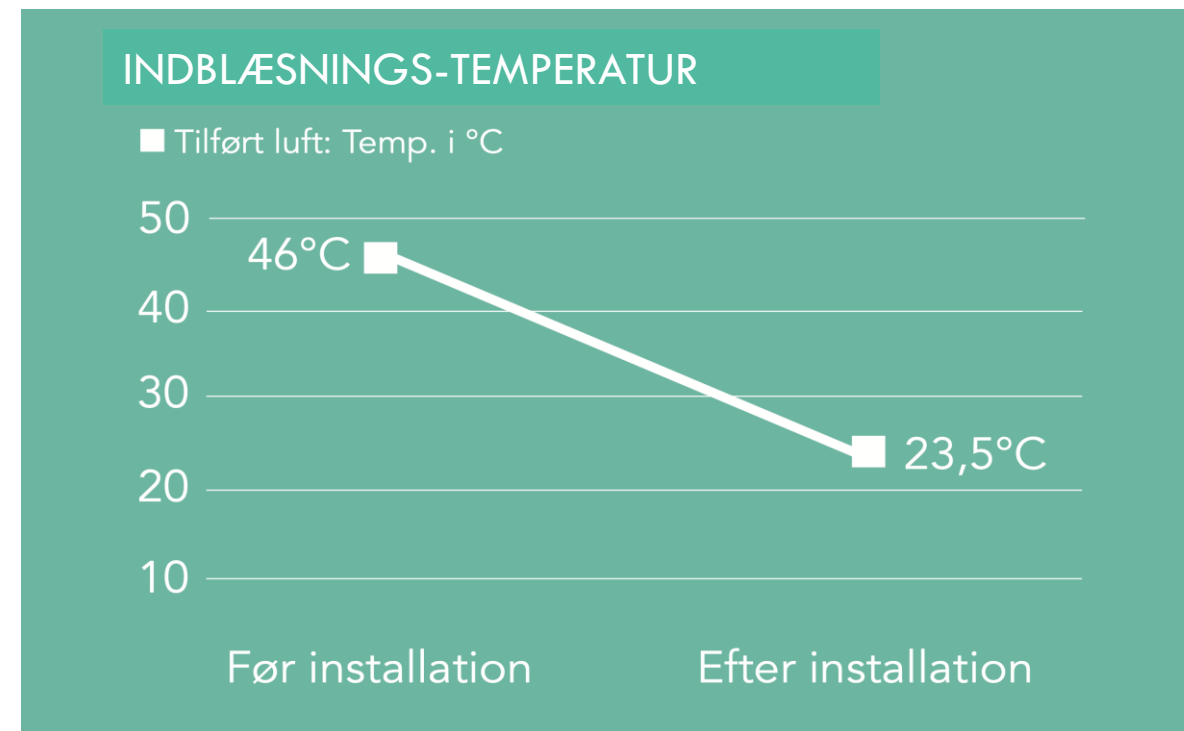 INDBLÆSNINGS-TEMPERATUR
Tilført luft: Temp. i °C
50
46°C
40
30
23,5°C
20
10
Før installation
Efter installation